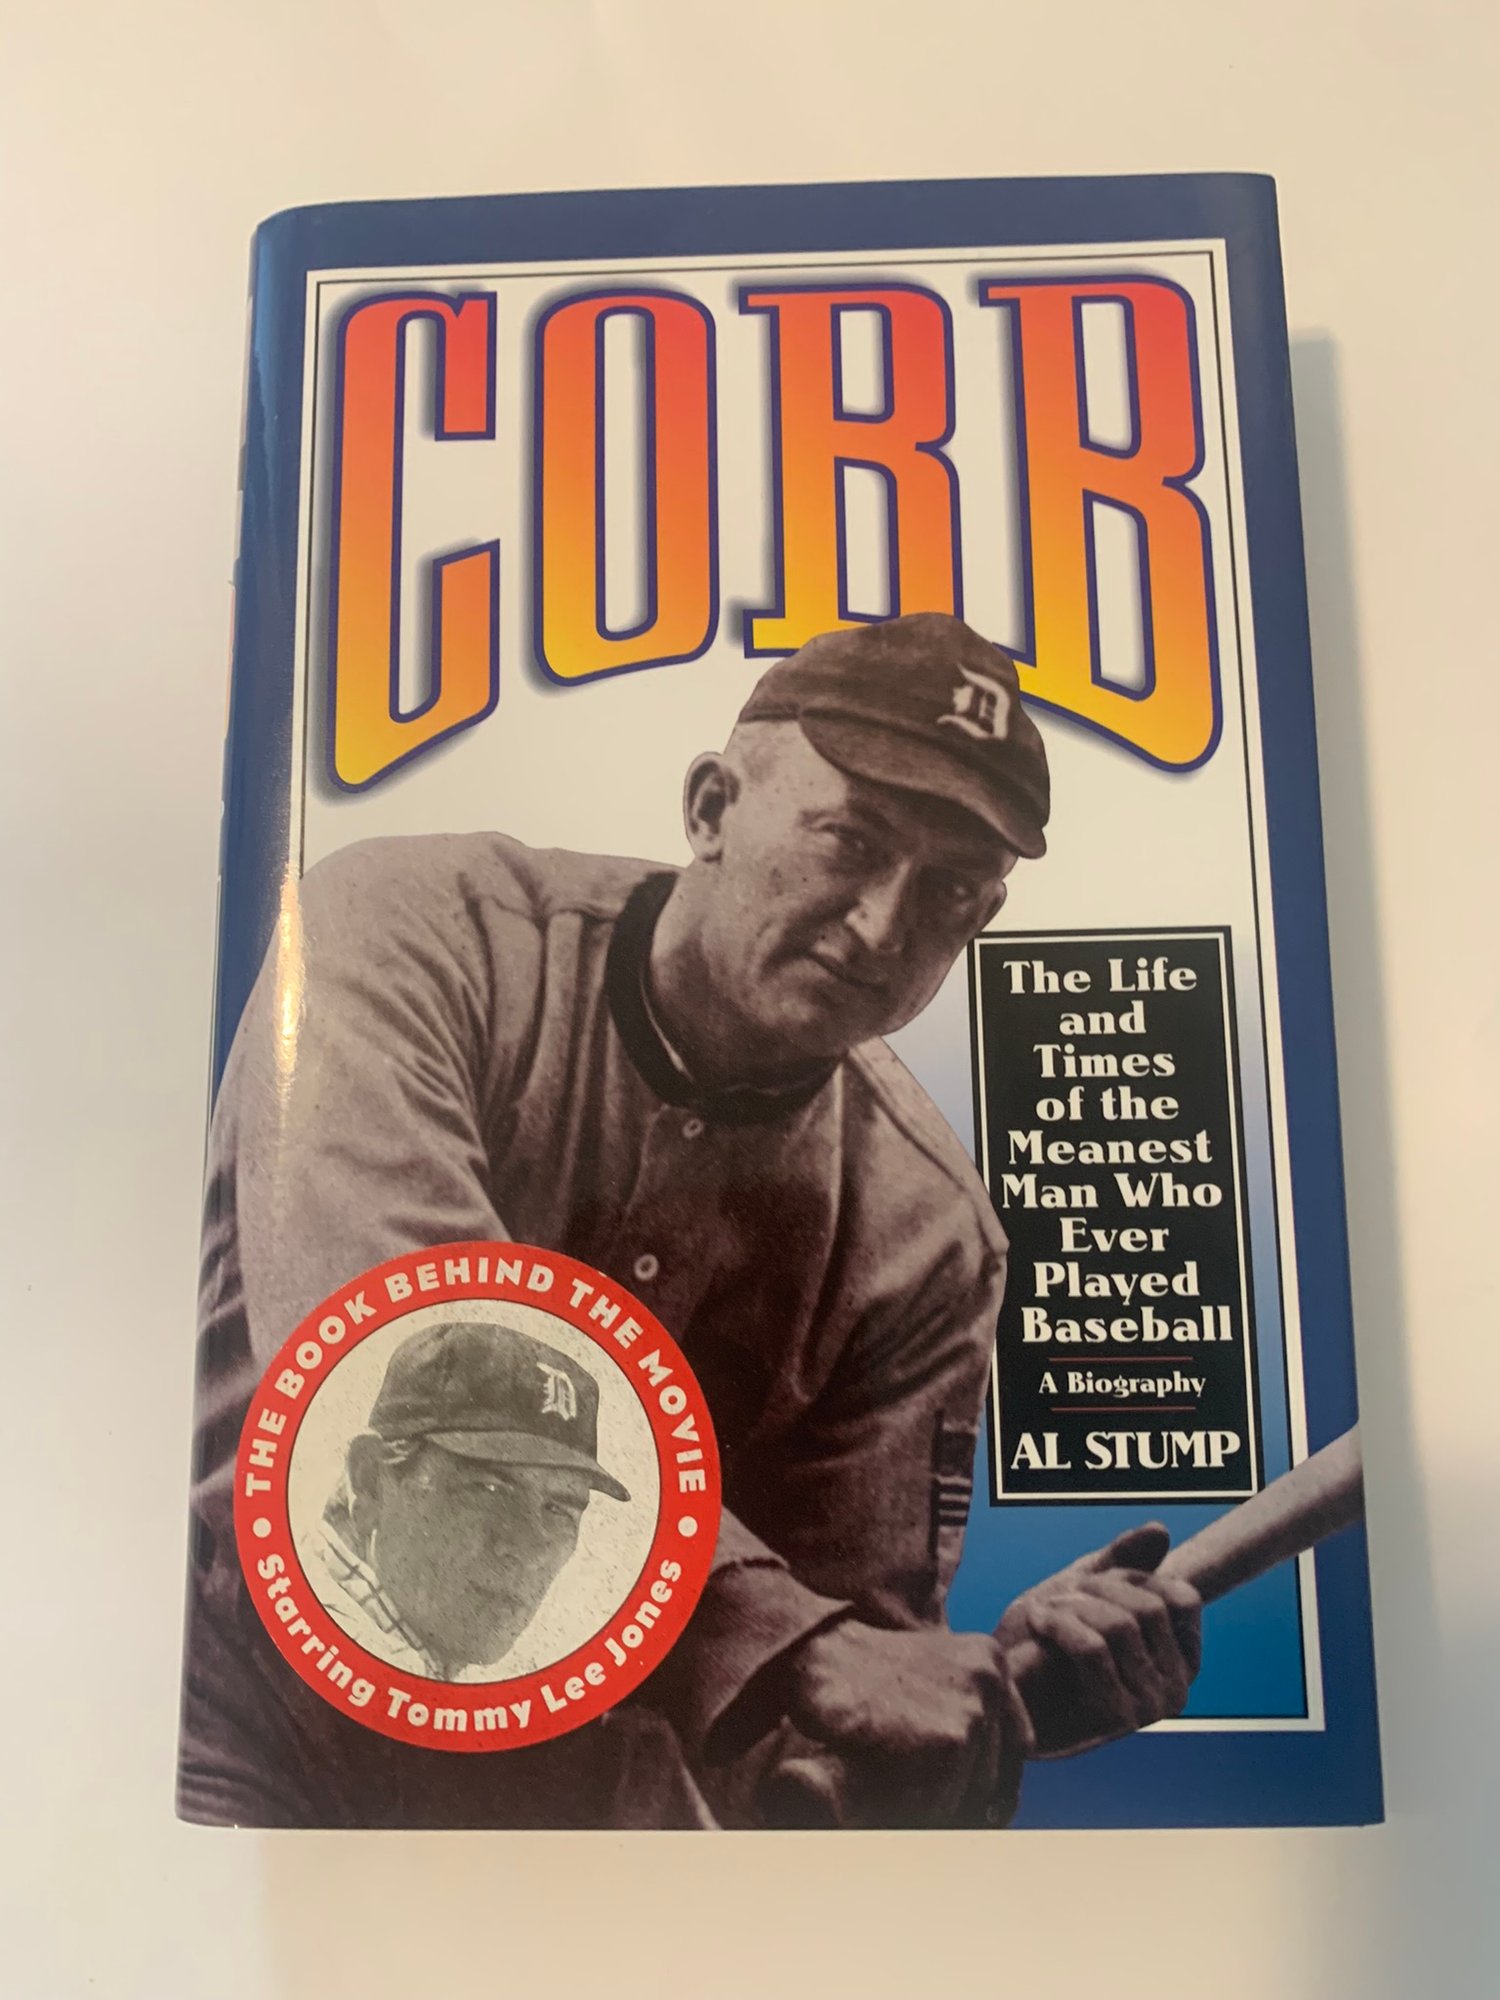 COBB
D
The Life
and
Times
of the
Meanest
Man Who
Ever
Played
Baseball
A Biography
AL STUMP
THE BOOK BEHIND THE MOVIE
D
Starring Tommy Lee Jones